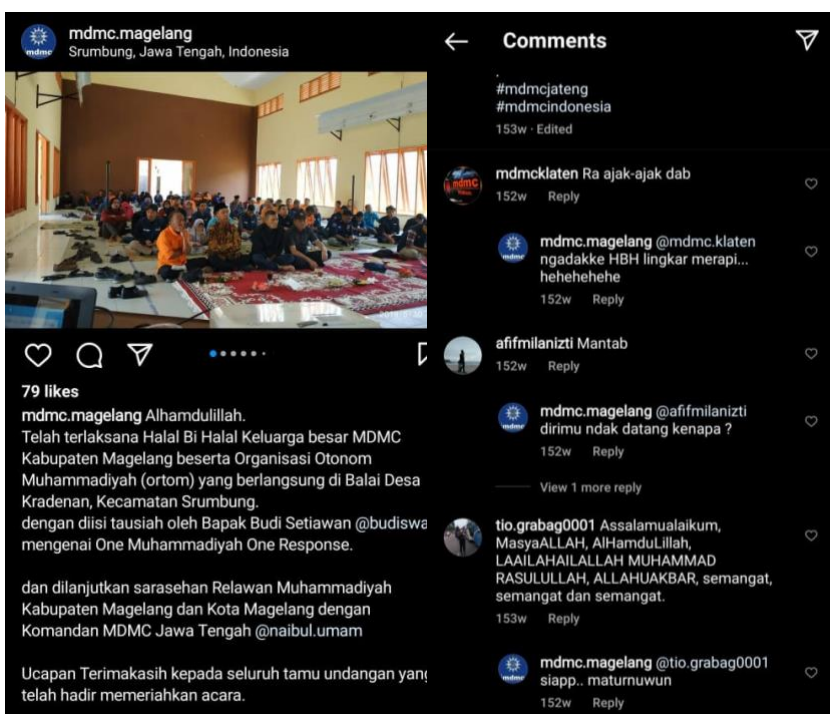 mdmc.magelang
Srumbung, Jawa Tengah, Indonesia
79 likes
mdmc.magelang Alhamdulillah.
Telah terlaksana Halal Bi Halal Keluarga besar MDMC
Kabupaten Magelang beserta Organisasi Otonom
Muhammadiyah (ortom) yang berlangsung di Balai Desa
Kradenan, Kecamatan Srumbung.
dengan diisi tausiah oleh Bapak Budi Setiawan @budiswa
mengenai One Muhammadiyah One Response.
dan dilanjutkan sarasehan Relawan Muhammadiyah
Kabupaten Magelang dan Kota Magelang dengan
Komandan MDMC Jawa Tengah @naibul.umam
Ucapan Terimakasih kepada seluruh tamu undangan yang
telah hadir memeriahkan acara.
Comments
.
#mdmcjateng
#mdmcindonesia
153w · Edited
mdmcklaten Ra ajak-ajak dab
152w Reply
mdmc.magelang @mdmc.klaten
ngadakke HBH lingkar merapi...
hehehehehe
152w Reply
afifmilanizti Mantab
152w Reply
mdmc.magelang @afifmilanizti
dirimu ndak datang kenapa ?
152w Reply
View 1 more reply
tio.grabag0001 Assalamualaikum,
MasyaALLAH, AlHamduLillah,
LAAILAHAILALLAH MUHAMMAD
RASULULLAH, ALLAHUAKBAR, semangat,
semangat dan semangat.
153w Reply
mdmc.magelang @tio.grabag0001
siapp.. maturnuwun
152w Reply